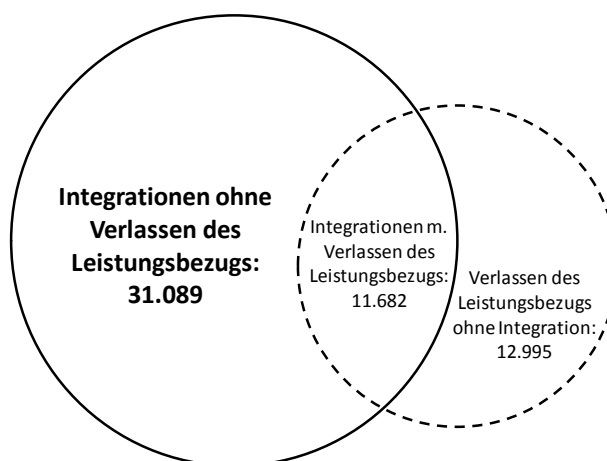 Integrationen ohne
Verlassen des
Leistungsbezugs:
31.089
Integrationen m.
Verlassen des
Leistungsbezugs:
11.682
Verlassen des
Leistungsbezugs
ohne Integration:
12.995